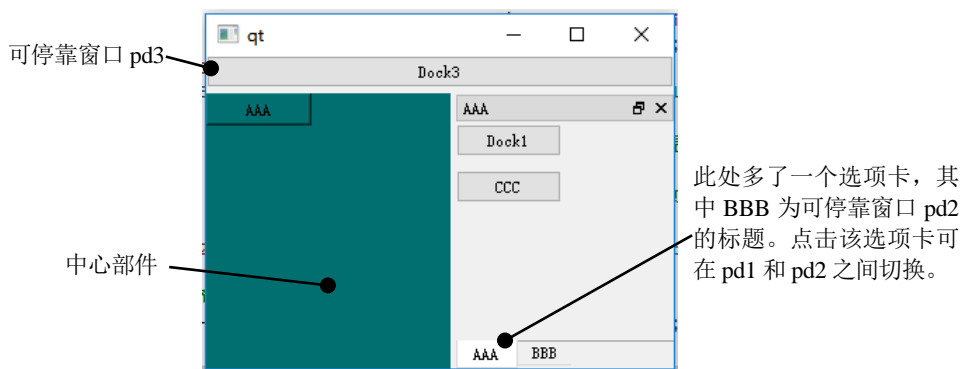 qt
可停靠窗口 pd3
Dock3
AAA
AAA
Dock1
CCC
此处多了一个选项卡，其
中 BBB 为可停靠窗口 pd2
的标题。点击该选项卡可
在 pd1 和 pd2 之间切换。
中心部件
AAA
BBB